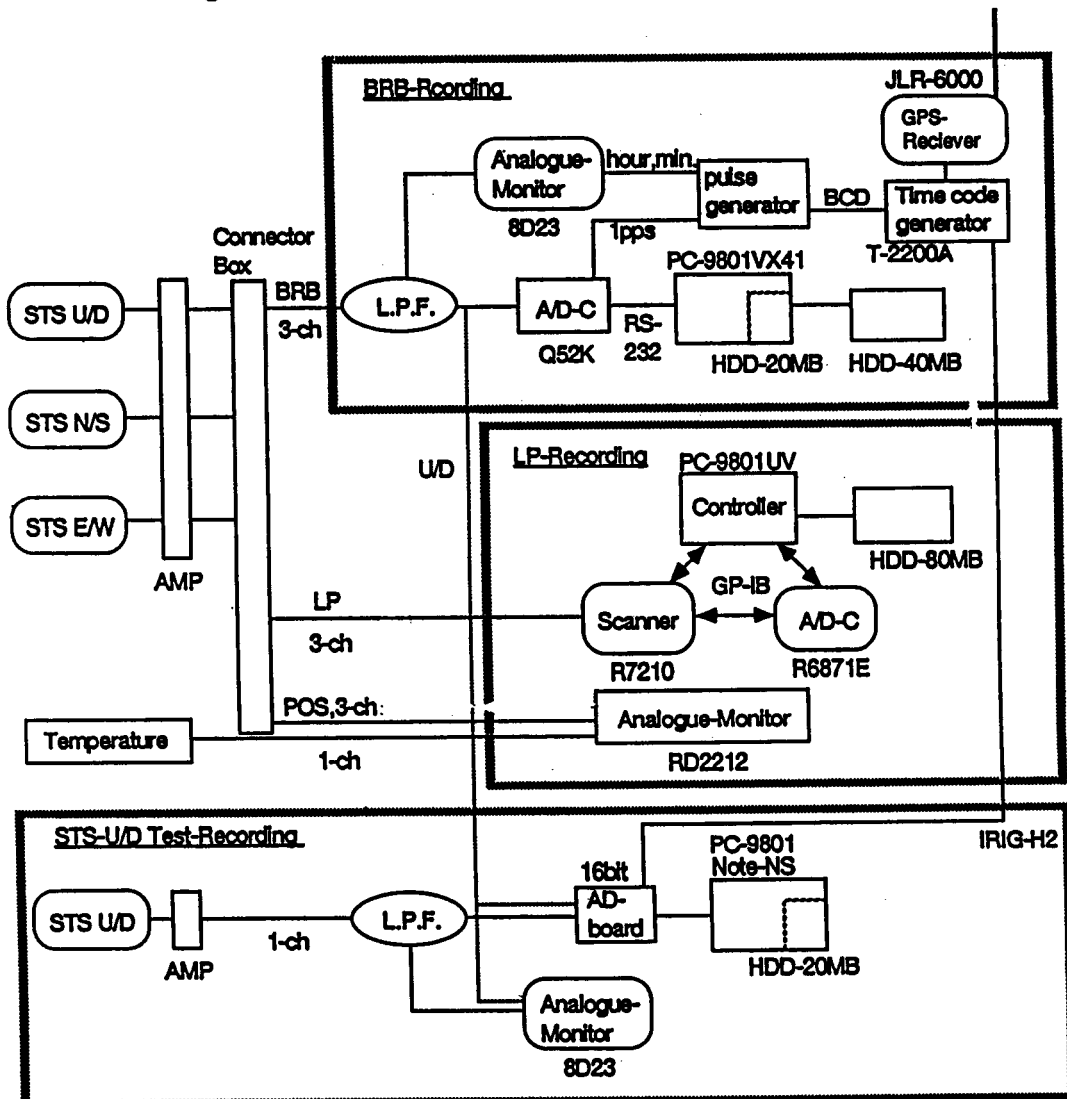 BRB-Rcording
JLR-6000
GPS-
Reciever
Analogue-
Monitor
8D23
hour,min.
pulse
generator
BCD
Time code
generator
T-2200A
1pps
Connector
Box
BRB
3-ch
L.P.F.
A/D-C
Q52K
RS-
232
PC-9801VX41
HDD-20MB
HDD-40MB
STS U/D
STS N/S
STS E/W
AMP
U/D
LP-Recording
PC-9801UV
Controller
HDD-80MB
GP-IB
LP
3-ch
Scanner
R7210
A/D-C
R6871E
POS,3-ch
Analogue-Monitor
RD2212
Temperature
1-ch
STS-U/D Test-Recording
IRIG-H2
PC-9801
Note-NS
16bit
AD-
board
STS U/D
AMP
1-ch
L.P.F.
HDD-20MB
Analogue-
Monitor
8D23